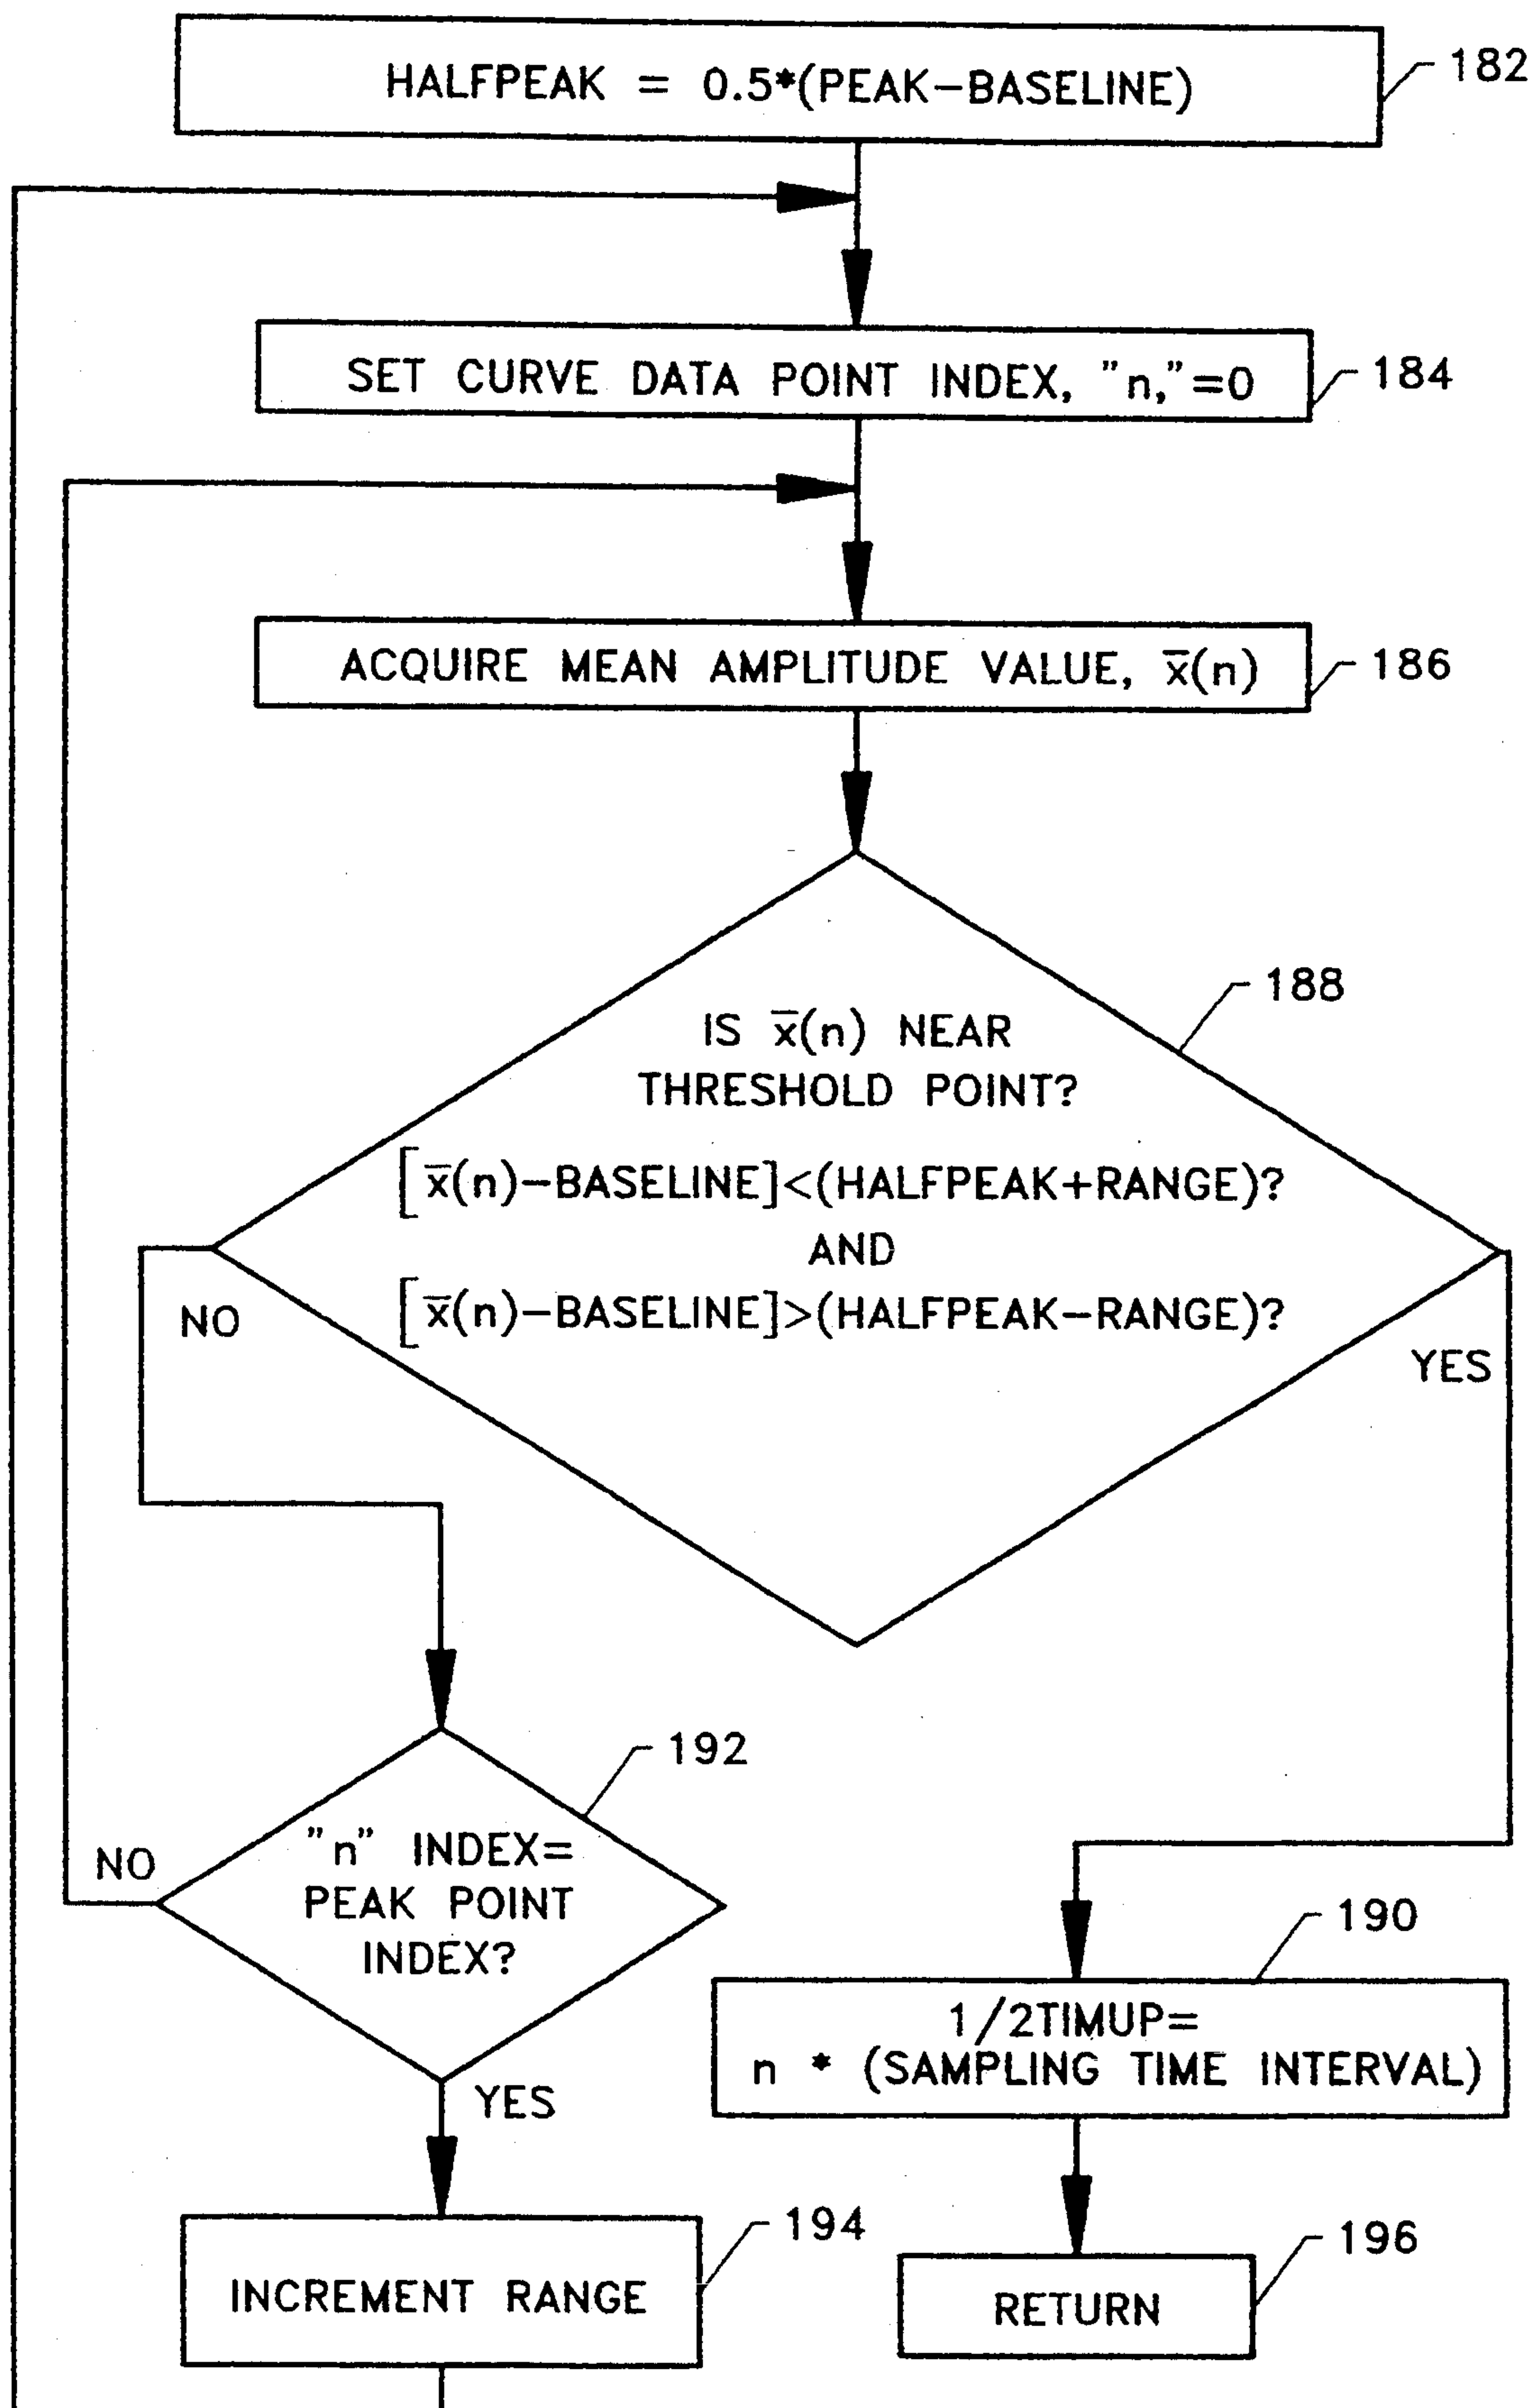 HALFPEAK = 0.5*(PEAK-BASELINE)
182
SET CURVE DATA POINT INDEX, "n,"=0
184
ACQUIRE MEAN AMPLITUDE VALUE, x̅(n)
186
188
IS x̅(n) NEAR
THRESHOLD POINT?
[x̅(n)-BASELINE]<(HALFPEAK+RANGE)?
AND
[x̅(n)-BASELINE]>(HALFPEAK-RANGE)?
NO
YES
192
"n" INDEX=
PEAK POINT
INDEX?
NO
YES
190
1/2TIMUP=
n * (SAMPLING TIME INTERVAL)
194
INCREMENT RANGE
196
RETURN